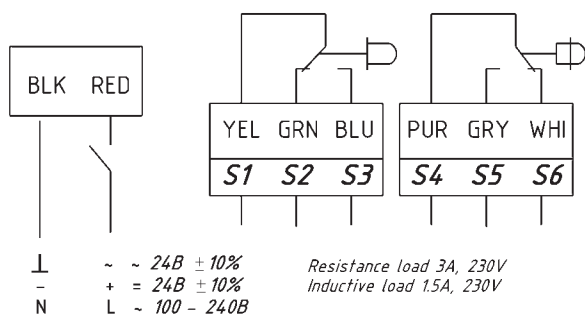 BLK RED
YEL GRN BLU
S1 S2 S3
PUR GRY WHI
S4 S5 S6
⊥ ~ ~ 24В ±10%
- + = 24В ±10%
N L ~ 100 - 240В
Resistance load 3A, 230V
Inductive load 1.5A, 230V